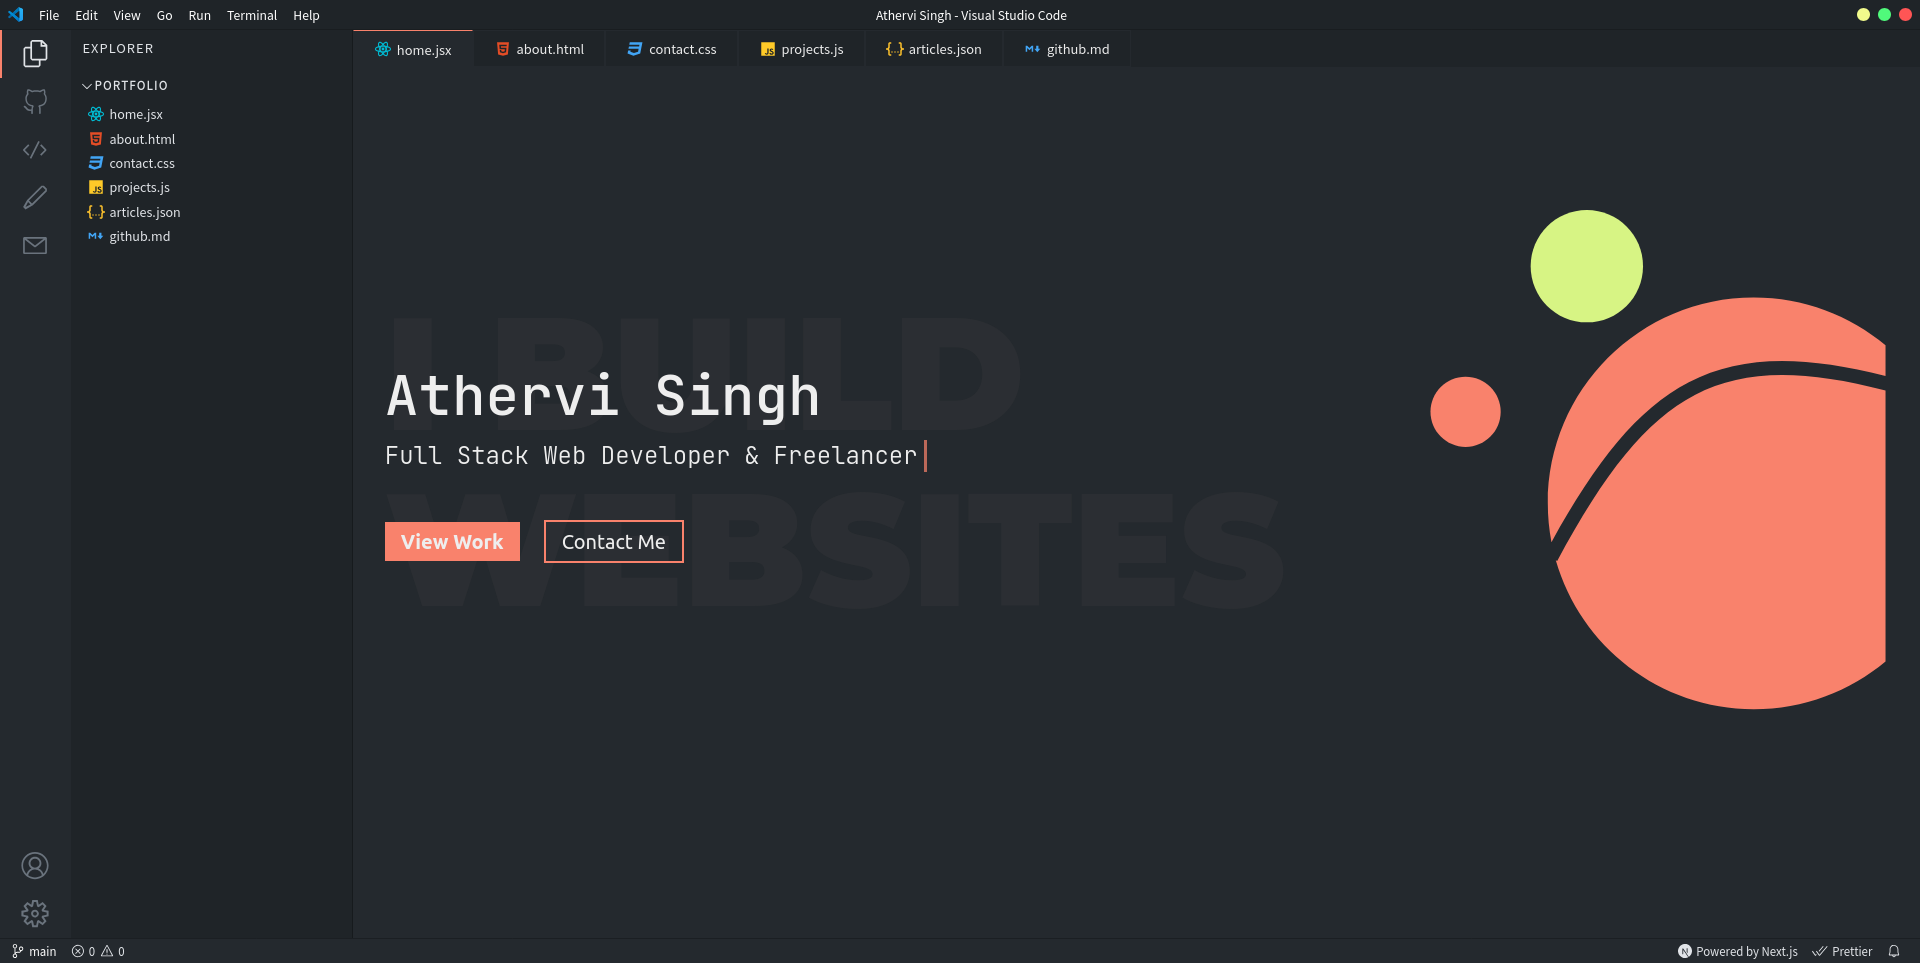 File Edit View Go Run Terminal Help
Athervi Singh - Visual Studio Code
EXPLORER
PORTFOLIO
home.jsx
about.html
contact.css
projects.js
articles.json
github.md
home.jsx about.html contact.css projects.js articles.json github.md
I BUILD
Athervi Singh
Full Stack Web Developer & Freelancer
WEBSITES
View Work Contact Me
main 0 0
Powered by Next.js Prettier